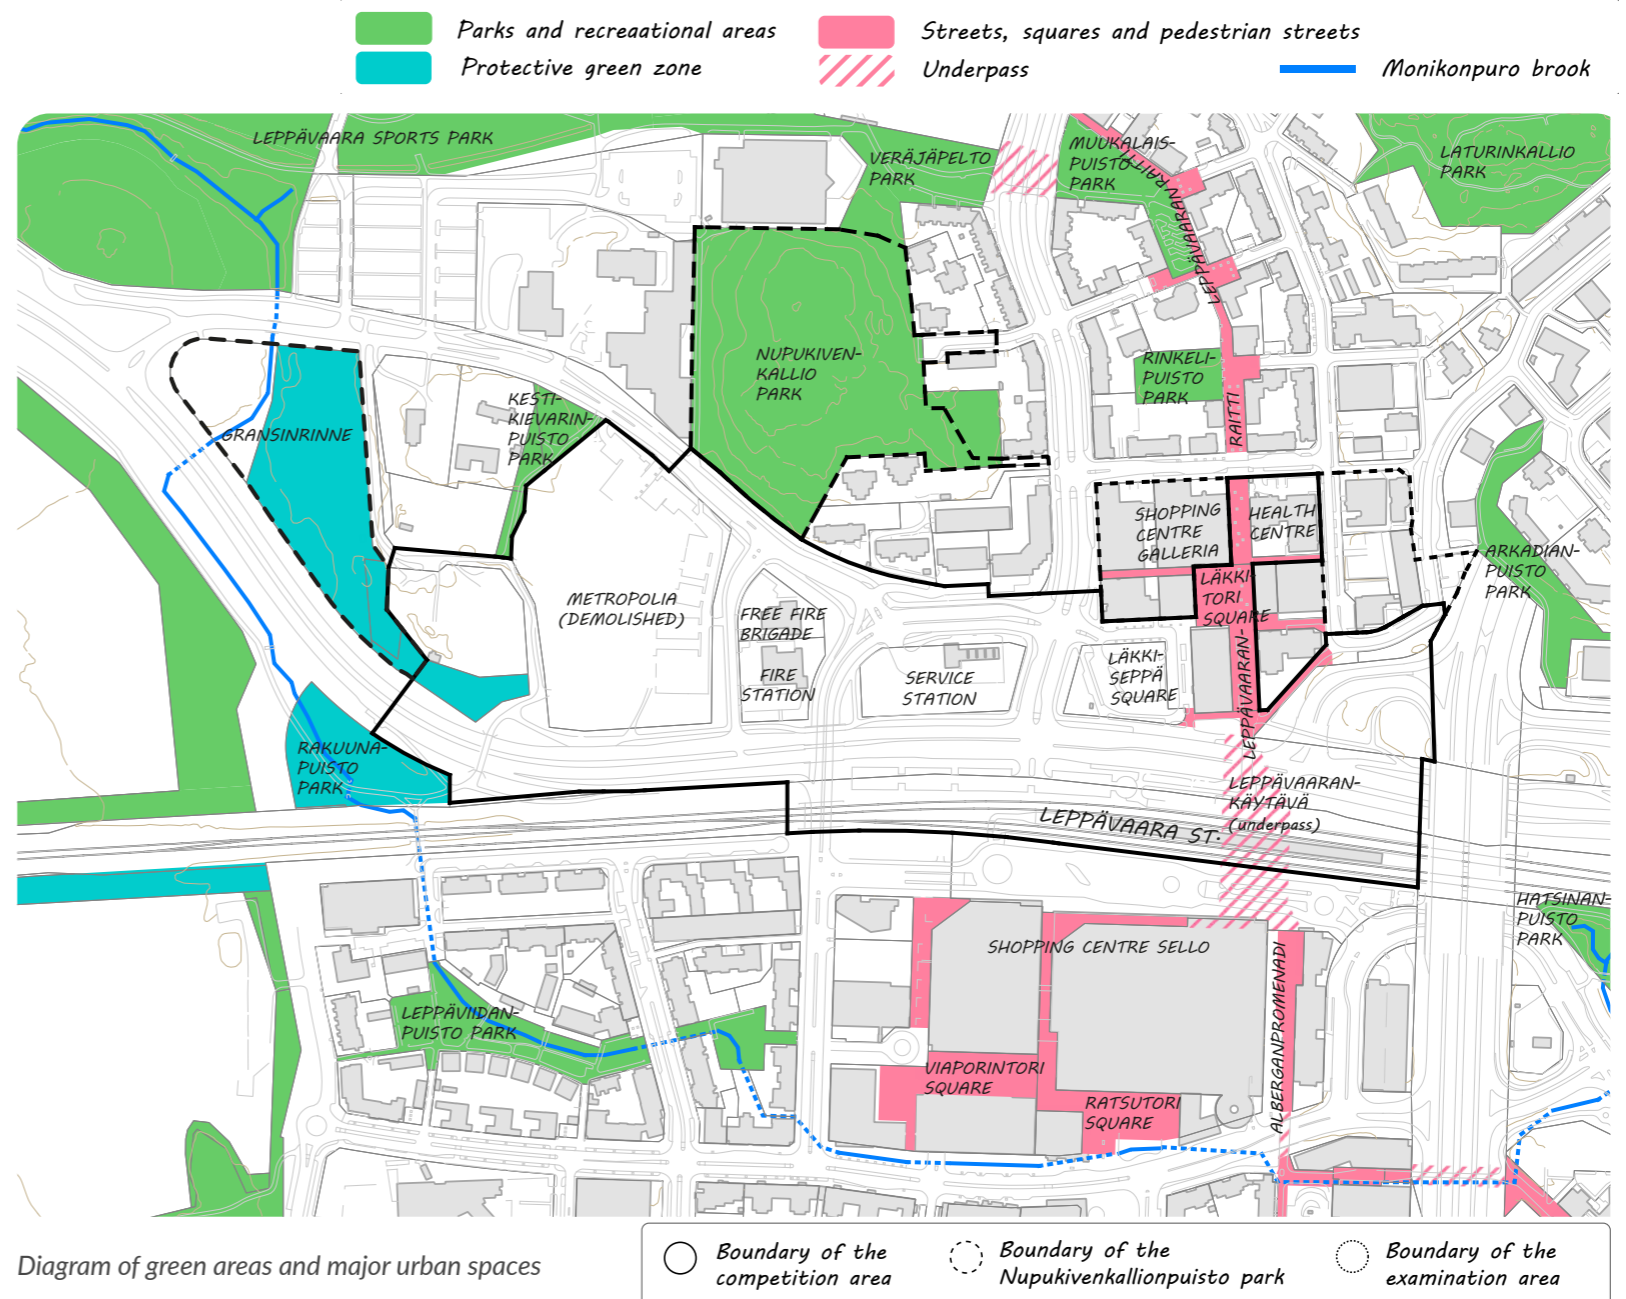 Parks and recreaational areas
Streets, squares and pedestrian streets
Protective green zone
Underpass
Monikonpuro brook
LEPPÄVAARA SPORTS PARK
VERÄJÄPELTO
PARK
MUUKALAIS-
PUISTO
PARK
LATURINKALLIO
PARK
LEPPÄVAARAN RAITTI
NUPUKIVEN-
KALLIO
PARK
RINKELI-
PUISTO
PARK
RAITTI
KESTI-
KIEVARIN-
PUISTO
PARK
GRANSINRINNE
SHOPPING
CENTRE
GALLERIA
HEALTH
CENTRE
ARKADIAN-
PUISTO
PARK
LÄKKI-
TORI
SQUARE
METROPOLIA
(DEMOLISHED)
FREE FIRE
BRIGADE
FIRE
STATION
SERVICE
STATION
LÄKKI-
SEPPÄ
SQUARE
LEPPÄVAARAN-
RAKUUNA-
PUISTO
PARK
LEPPÄVAARAN-
KÄYTÄVÄ
(underpass)
LEPPÄVAARA ST.
HATSINAN-
PUISTO
PARK
SHOPPING CENTRE SELLO
ALBERGANPROMENADI
LEPPÄVIIDAN-
PUISTO PARK
VIAPORINTORI
SQUARE
RATSUTORI
SQUARE
Diagram of green areas and major urban spaces
Boundary of the
competition area
Boundary of the
Nupukivenkallionpuisto park
Boundary of the
examination area